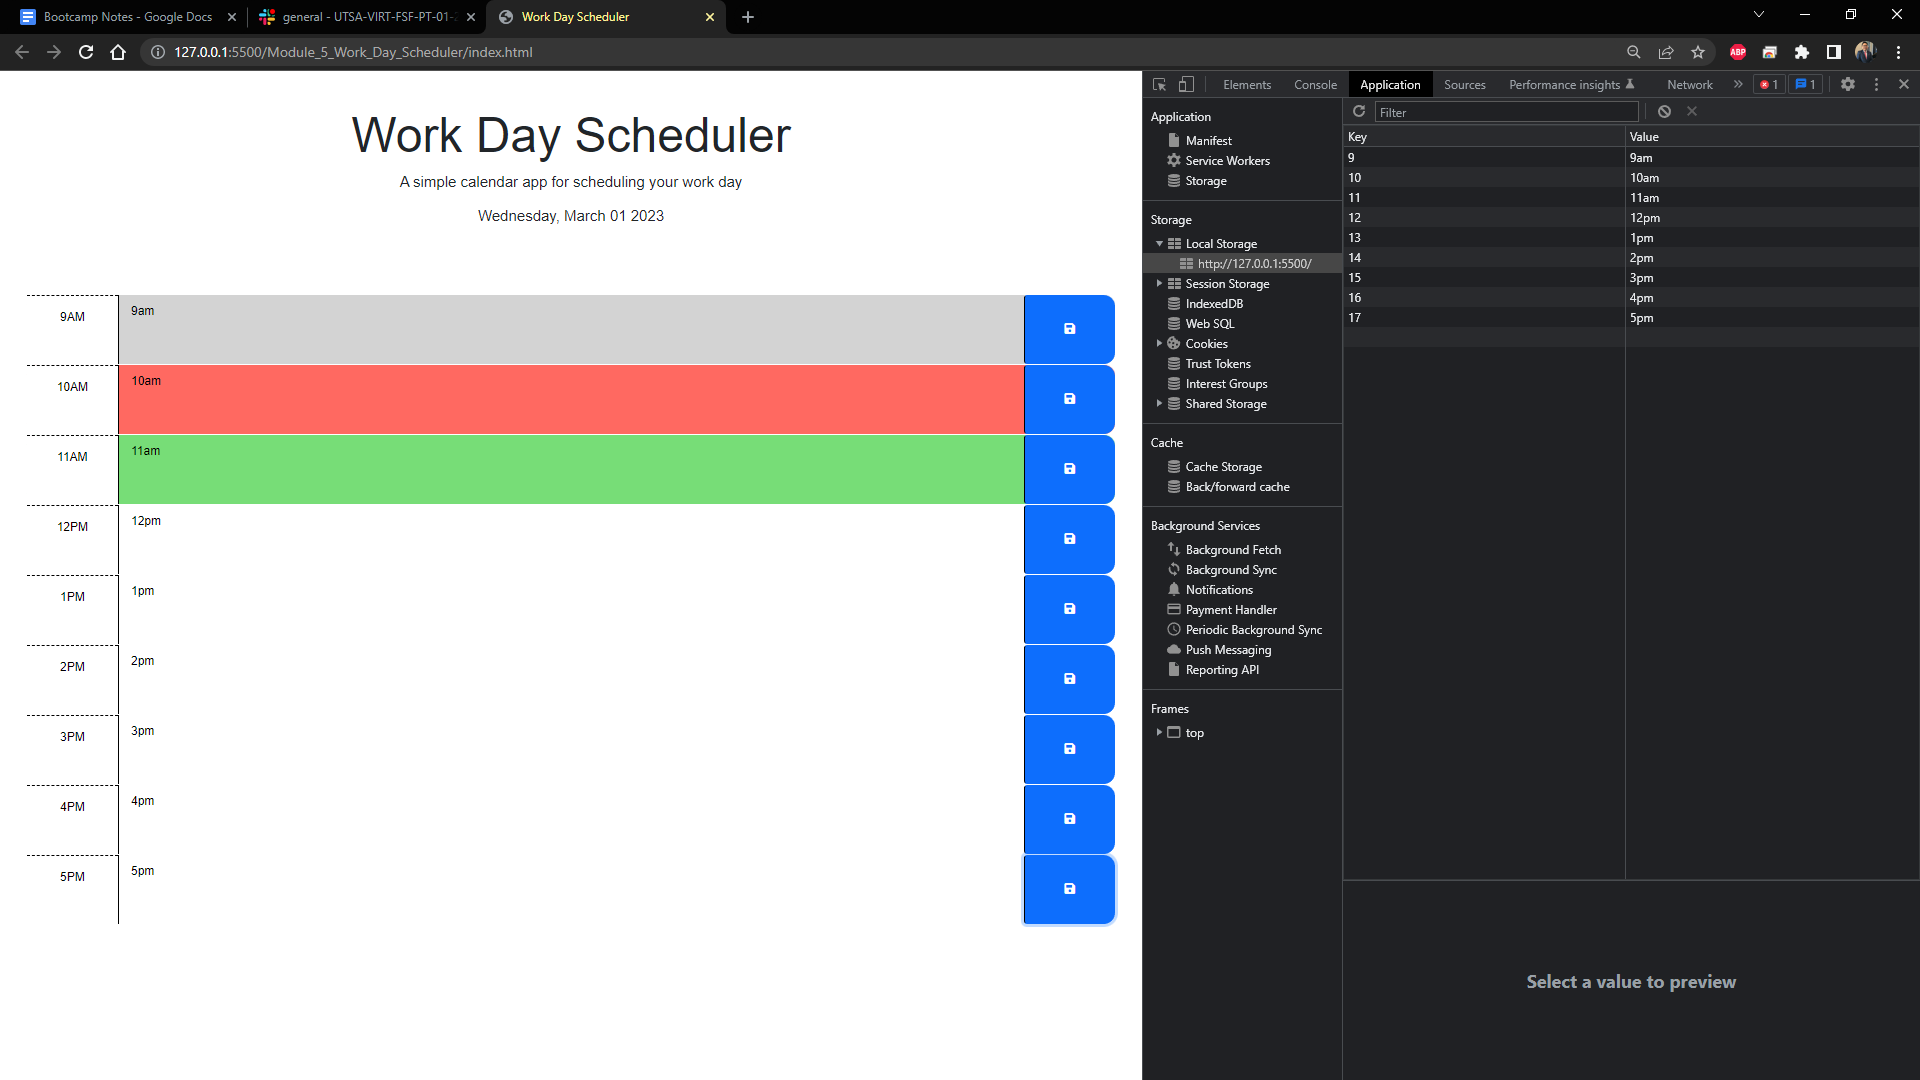 Bootcamp Notes - Google Docs
general - UTSA-VIRT-FSF-PT-01-
Work Day Scheduler
127.0.0.1:5500/Module_5_Work_Day_Scheduler/index.html
ABP
Elements Console Application Sources Performance insights Network 1 1
Work Day Scheduler
A simple calendar app for scheduling your work day
Wednesday, March 01 2023
9AM 9am
10AM 10am
11AM 11am
12PM 12pm
1PM 1pm
2PM 2pm
3PM 3pm
4PM 4pm
5PM 5pm
Application
Manifest
Service Workers
Storage
Storage
Local Storage
http://127.0.0.1:5500/
Session Storage
IndexedDB
Web SQL
Cookies
Trust Tokens
Interest Groups
Shared Storage
Cache
Cache Storage
Back/forward cache
Background Services
Background Fetch
Background Sync
Notifications
Payment Handler
Periodic Background Sync
Push Messaging
Reporting API
Frames
top
Filter
Key Value
9 9am
10 10am
11 11am
12 12pm
13 1pm
14 2pm
15 3pm
16 4pm
17 5pm
Select a value to preview